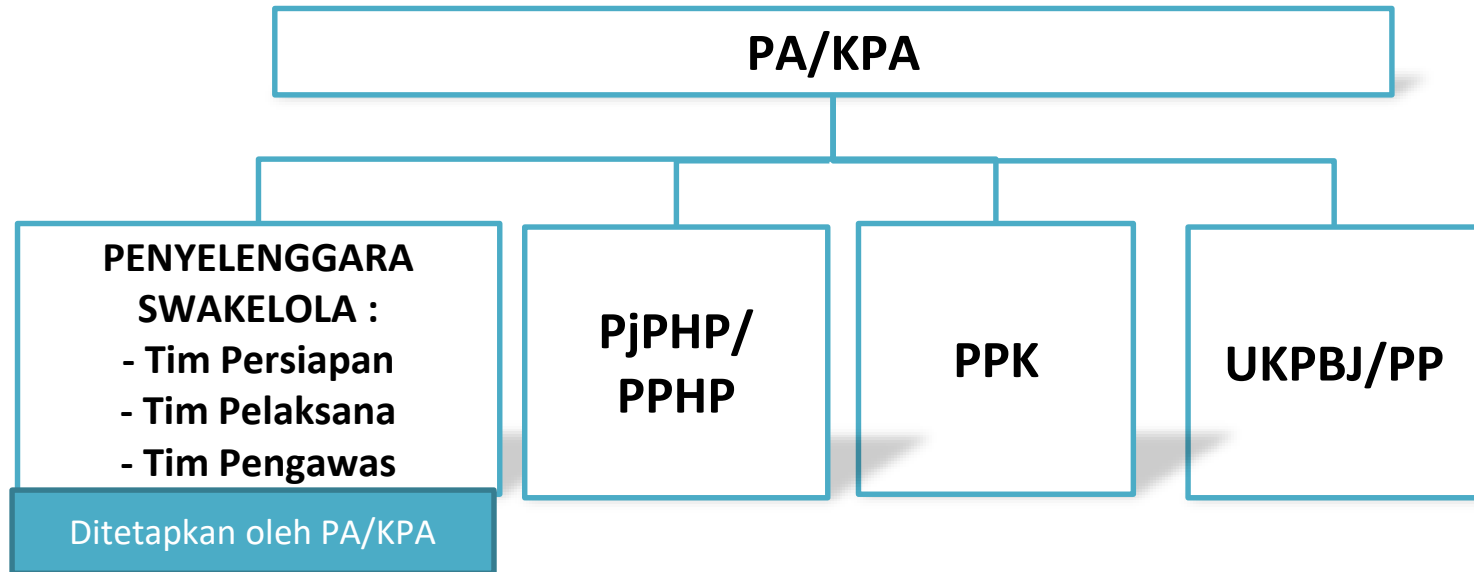 PA/KPA
PENYELENGGARA
SWAKELOLA :
- Tim Persiapan
- Tim Pelaksana
- Tim Pengawas
Ditetapkan oleh PA/KPA
PjPHP/
PPHP
PPK
UKPBJ/PP